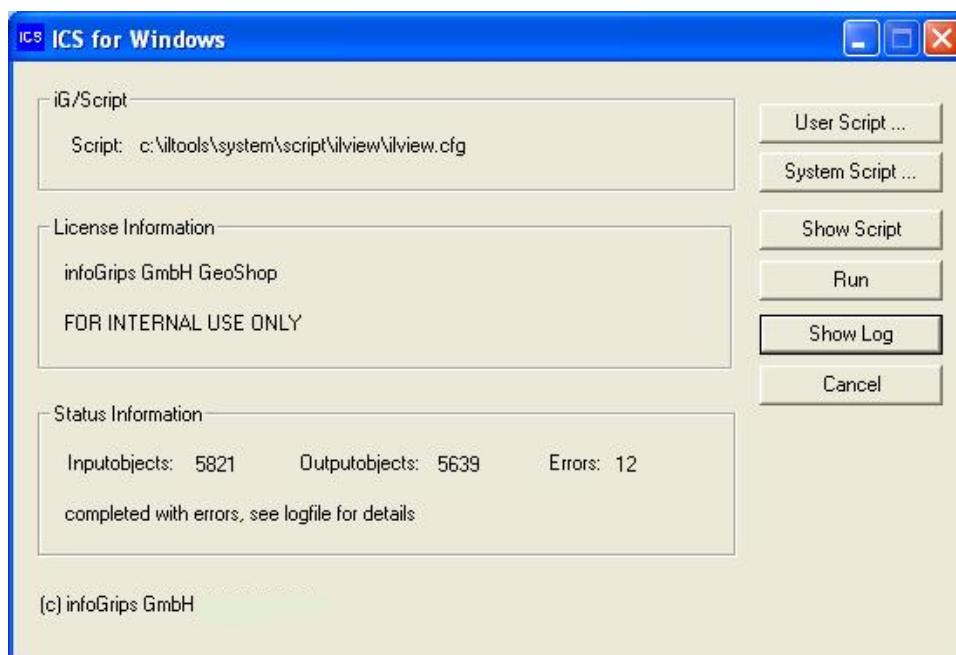 ICS ICS for Windows
iG/Script
Script: c:\iltools\system\script\ilview\ilview.cfg
License Information
infoGrips GmbH GeoShop
FOR INTERNAL USE ONLY
Status Information
Inputobjects: 5821 Outputobjects: 5639 Errors: 12
completed with errors, see logfile for details
(c) infoGrips GmbH
User Script ...
System Script ...
Show Script
Run
Show Log
Cancel